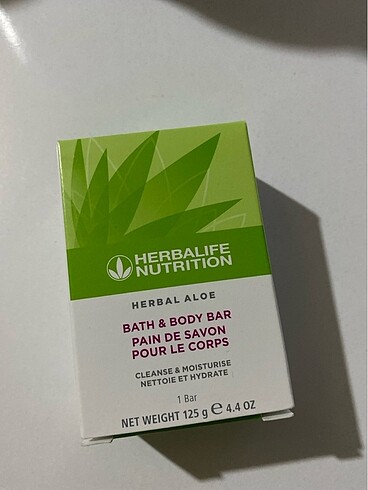 HERBALIFE
NUTRITION
HERBAL ALOE
BATH & BODY BAR
PAIN DE SAVON
POUR LE CORPS
CLEANSE & MOISTURISE
NETTOIE ET HYDRATE
1 Bar
NET WEIGHT 125 g ℮ 4.4 OZ